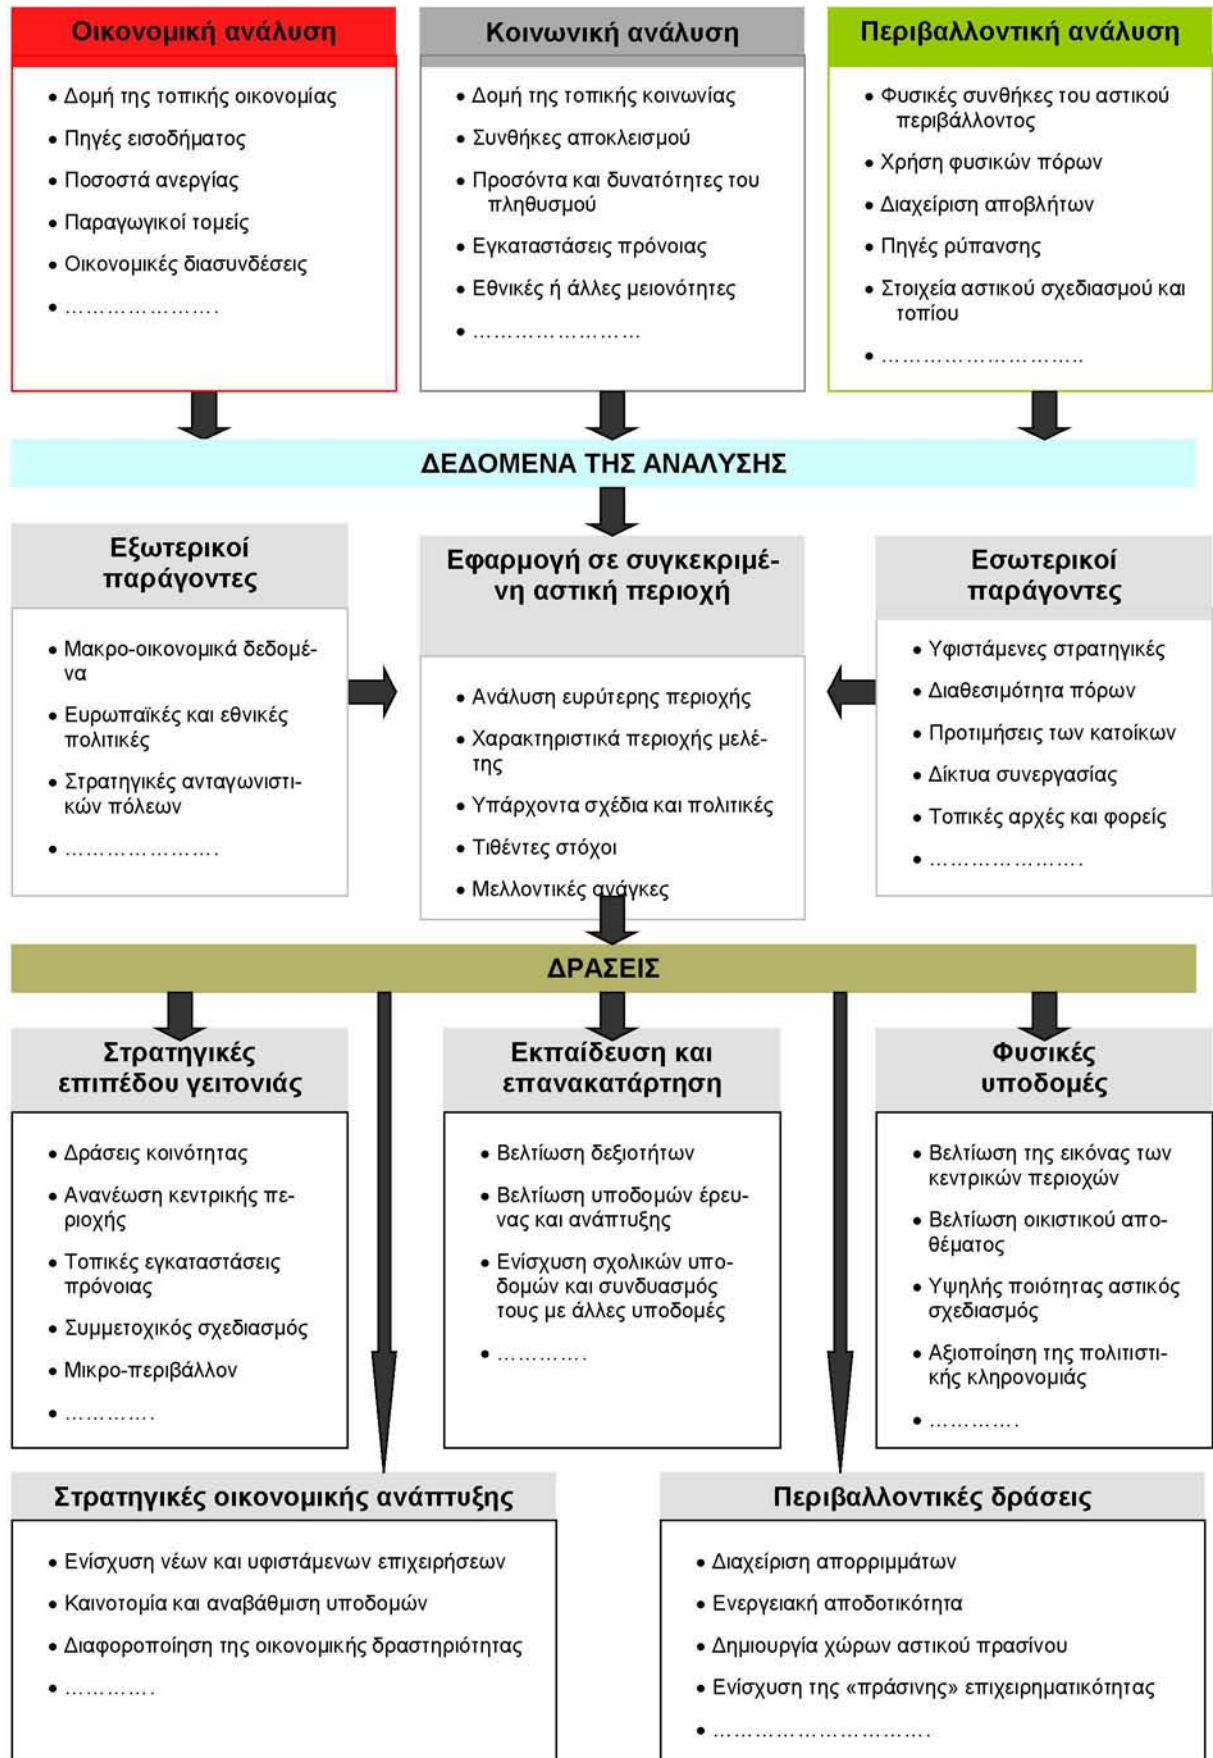 Οικονομική ανάλυση
• Δομή της τοπικής οικονομίας
• Πηγές εισοδήματος
• Ποσοστά ανεργίας
• Παραγωγικοί τομείς
• Οικονομικές διασυνδέσεις
• ………………….
Κοινωνική ανάλυση
• Δομή της τοπικής κοινωνίας
• Συνθήκες αποκλεισμού
• Προσόντα και δυνατότητες του
πληθυσμού
• Εγκαταστάσεις πρόνοιας
• Εθνικές ή άλλες μειονότητες
• ……………………
Περιβαλλοντική ανάλυση
• Φυσικές συνθήκες του αστικού
περιβάλλοντος
• Χρήση φυσικών πόρων
• Διαχείριση αποβλήτων
• Πηγές ρύπανσης
• Στοιχεία αστικού σχεδιασμού και
τοπίου
• ………………………..
ΔΕΔΟΜΕΝΑ ΤΗΣ ΑΝΑΛΥΣΗΣ
Εξωτερικοί
παράγοντες
• Μακρο-οικονομικά δεδομέ-
να
• Ευρωπαϊκές και εθνικές
πολιτικές
• Στρατηγικές ανταγωνιστι-
κών πόλεων
• ………………….
Εφαρμογή σε συγκεκριμέ-
νη αστική περιοχή
• Ανάλυση ευρύτερης περιοχής
• Χαρακτηριστικά περιοχής μελέ-
της
• Υπάρχοντα σχέδια και πολιτικές
• Τιθέντες στόχοι
• Μελλοντικές ανάγκες
Εσωτερικοί
παράγοντες
• Υφιστάμενες στρατηγικές
• Διαθεσιμότητα πόρων
• Προτιμήσεις των κατοίκων
• Δίκτυα συνεργασίας
• Τοπικές αρχές και φορείς
• ………………….
ΔΡΑΣΕΙΣ
Στρατηγικές
επιπέδου γειτονιάς
• Δράσεις κοινότητας
• Ανανέωση κεντρικής πε-
ριοχής
• Τοπικές εγκαταστάσεις
πρόνοιας
• Συμμετοχικός σχεδιασμός
• Μικρο-περιβάλλον
• ………….
Εκπαίδευση και
επανακατάρτηση
• Βελτίωση δεξιοτήτων
• Βελτίωση υποδομών έρευ-
νας και ανάπτυξης
• Ενίσχυση σχολικών υπο-
δομών και συνδυασμός
τους με άλλες υποδομές
• ………….
Φυσικές
υποδομές
• Βελτίωση της εικόνας των
κεντρικών περιοχών
• Βελτίωση οικιστικού απο-
θέματος
• Υψηλής ποιότητας αστικός
σχεδιασμός
• Αξιοποίηση της πολιτιστι-
κής κληρονομιάς
• ………….
Στρατηγικές οικονομικής ανάπτυξης
• Ενίσχυση νέων και υφιστάμενων επιχειρήσεων
• Καινοτομία και αναβάθμιση υποδομών
• Διαφοροποίηση της οικονομικής δραστηριότητας
• ………….
Περιβαλλοντικές δράσεις
• Διαχείριση απορριμμάτων
• Ενεργειακή αποδοτικότητα
• Δημιουργία χώρων αστικού πρασίνου
• Ενίσχυση της «πράσινης» επιχειρηματικότητας
• ………………………….